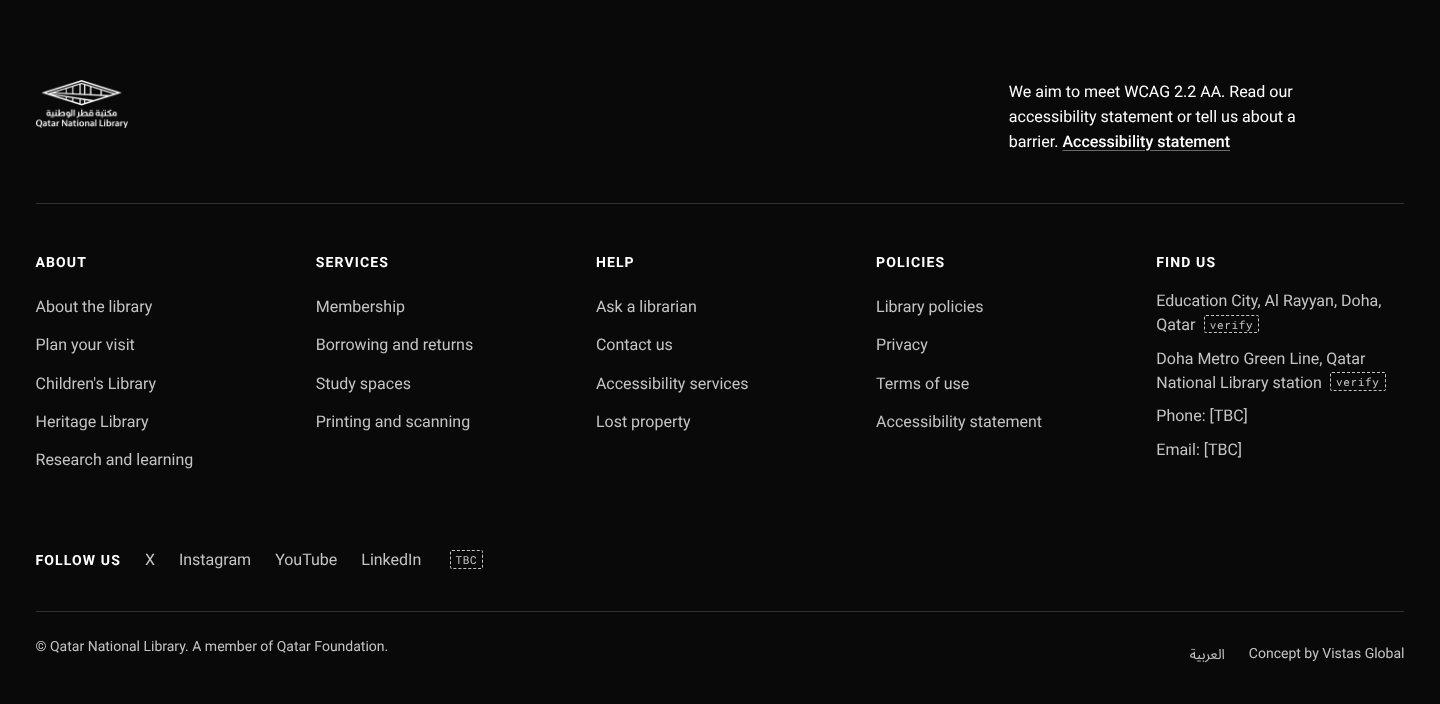 مكتبة قطر الوطنية
Qatar National Library
We aim to meet WCAG 2.2 AA. Read our
accessibility statement or tell us about a
barrier. Accessibility statement
ABOUT
About the library
Plan your visit
Children's Library
Heritage Library
Research and learning
SERVICES
Membership
Borrowing and returns
Study spaces
Printing and scanning
HELP
Ask a librarian
Contact us
Accessibility services
Lost property
POLICIES
Library policies
Privacy
Terms of use
Accessibility statement
FIND US
Education City, Al Rayyan, Doha,
Qatar verify
Doha Metro Green Line, Qatar
National Library station verify
Phone: [TBC]
Email: [TBC]
FOLLOW US X Instagram YouTube LinkedIn TBC
© Qatar National Library. A member of Qatar Foundation.
العربية Concept by Vistas Global